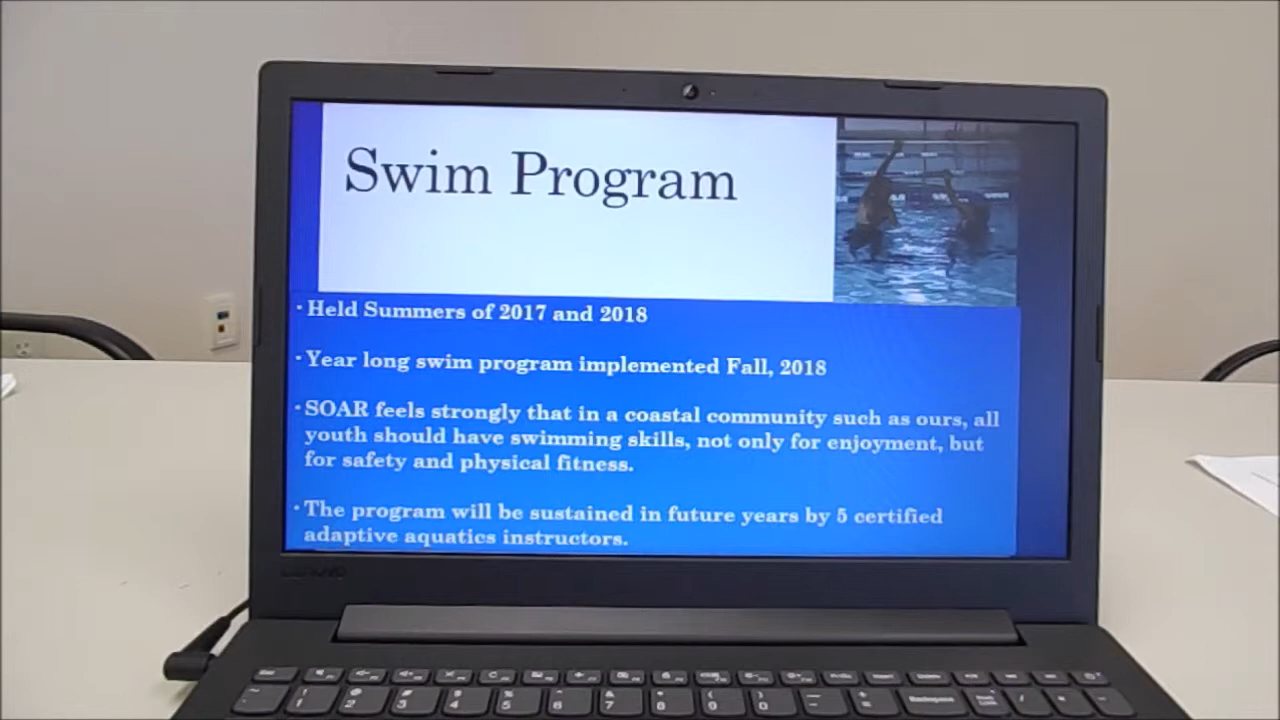 Swim Program
· Held Summers of 2017 and 2018
· Year long swim program implemented Fall, 2018
· SOAR feels strongly that in a coastal community such as ours, all
youth should have swimming skills, not only for enjoyment, but
for safety and physical fitness.
· The program will be sustained in future years by 5 certified
adaptive aquatics instructors.
Lenovo
Backspace